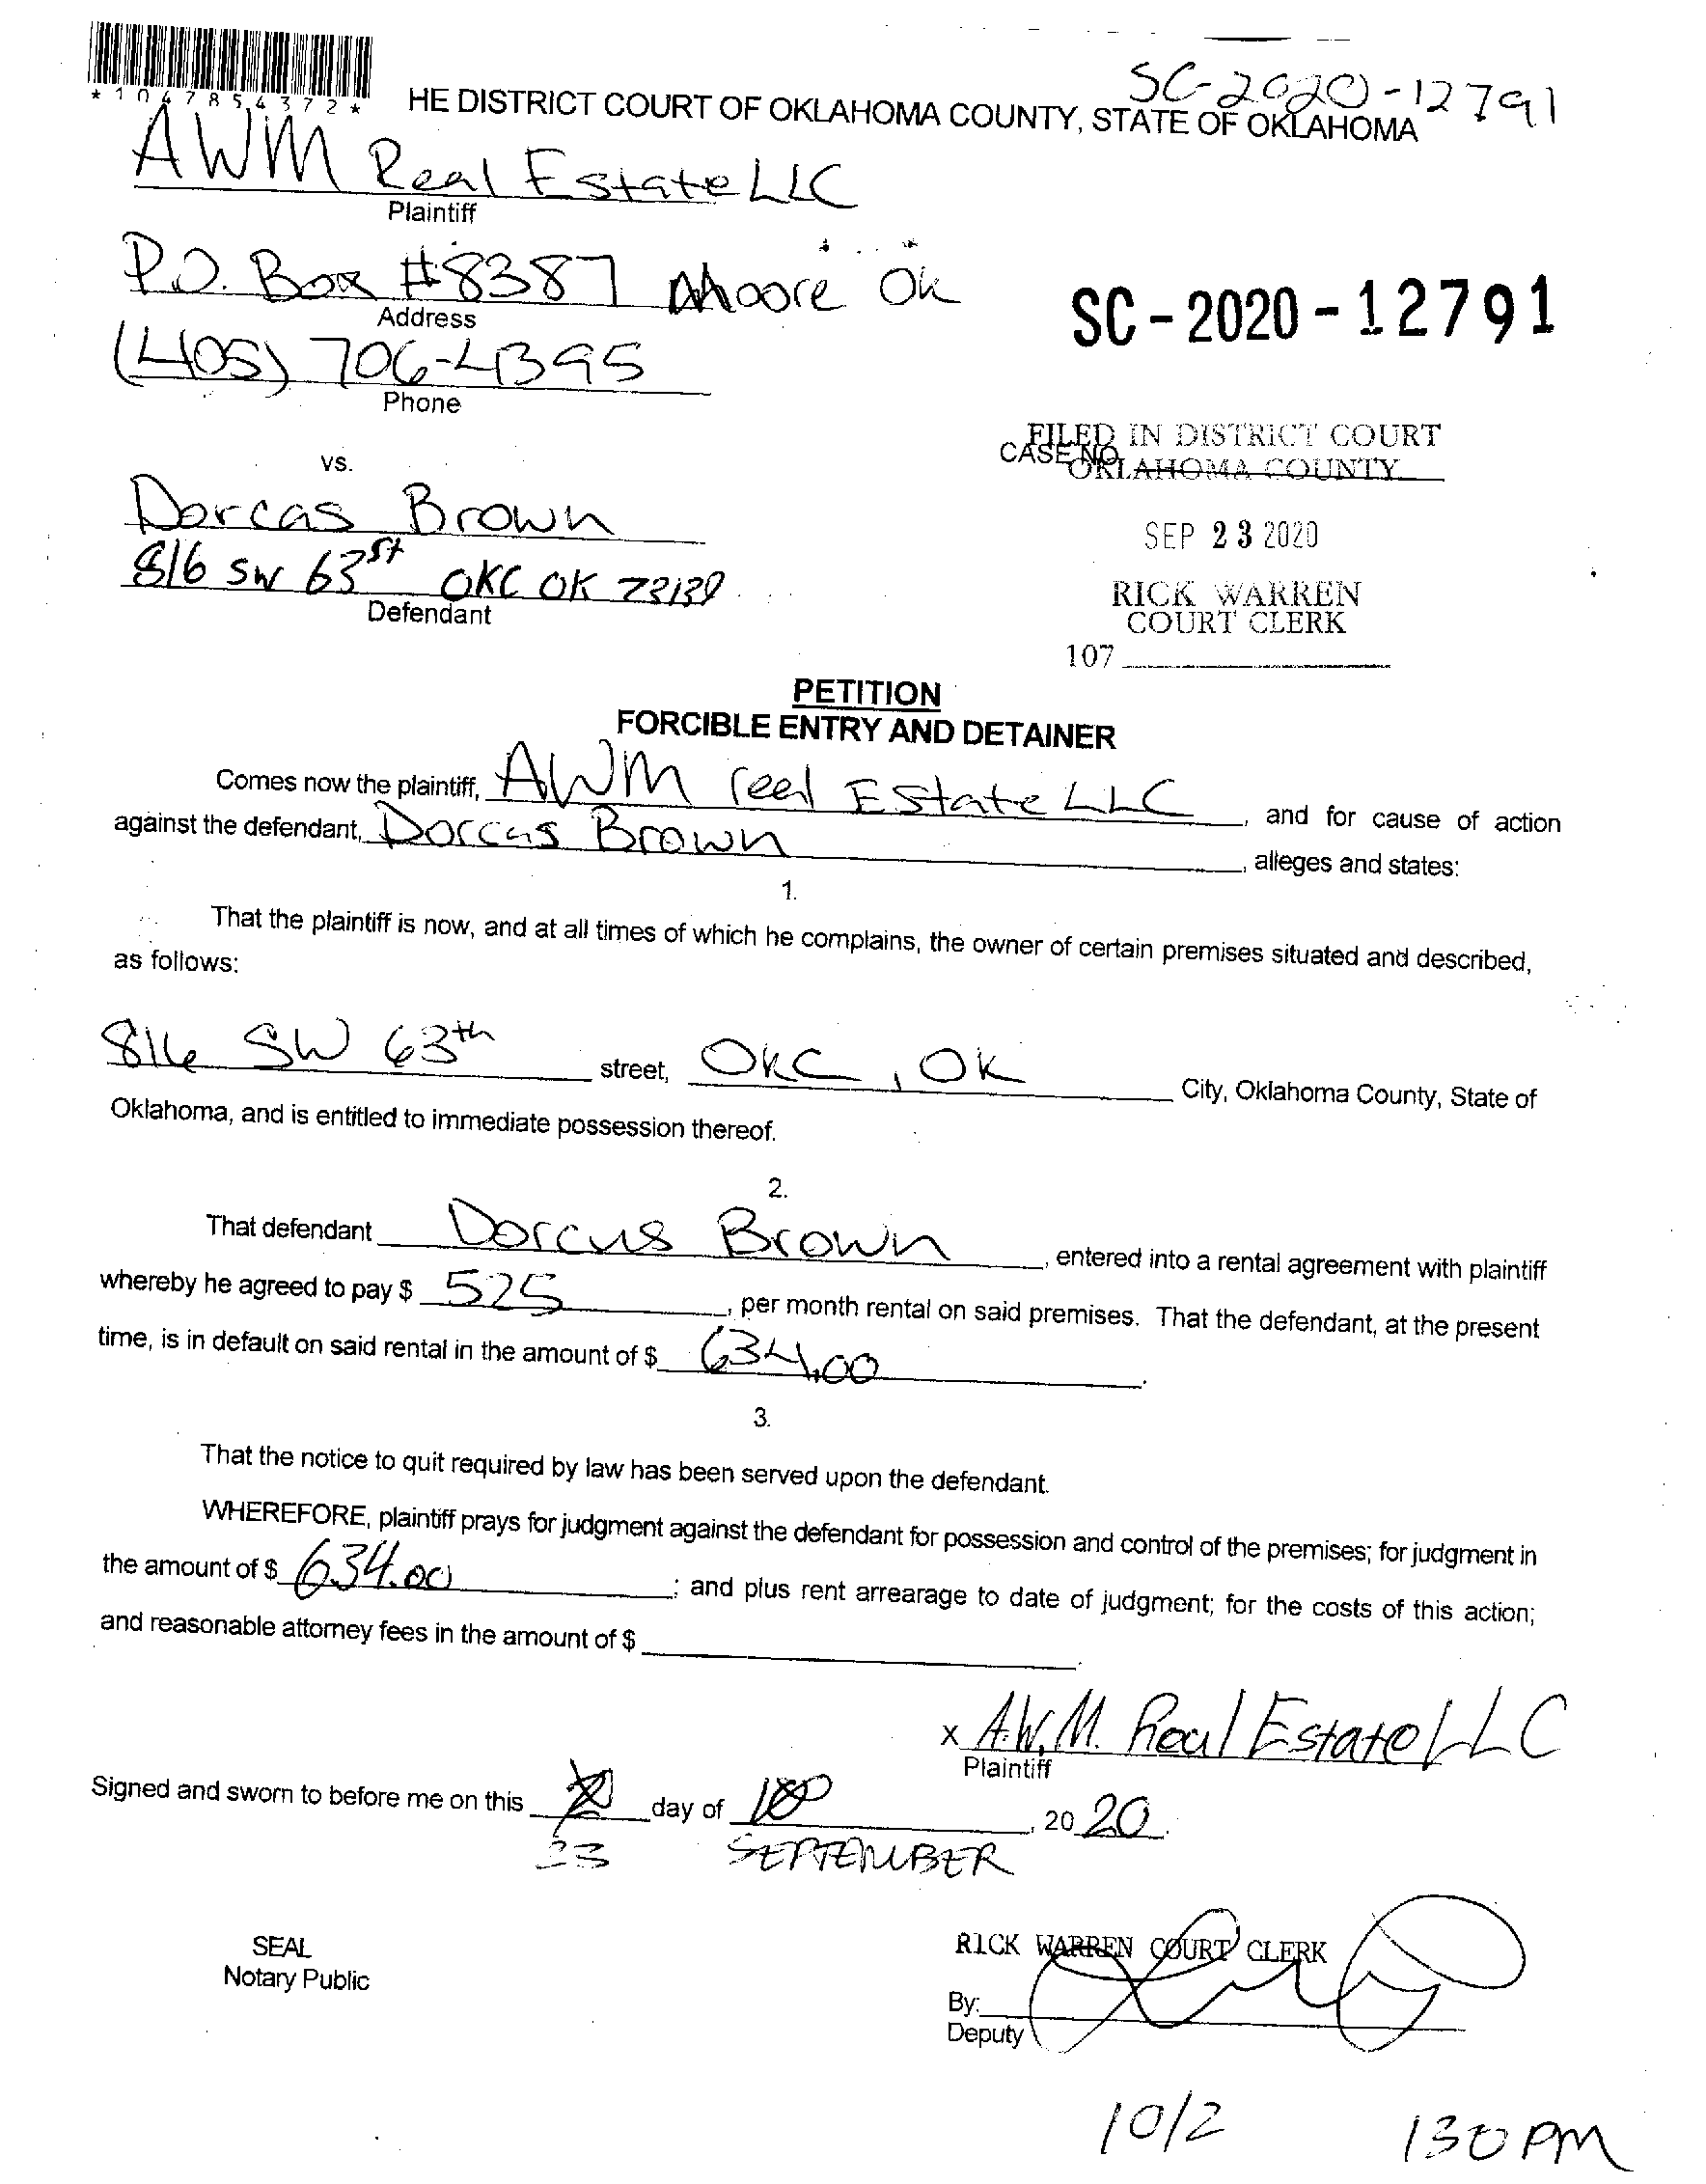 *1047854372*
SC-2020-12791
HE DISTRICT COURT OF OKLAHOMA COUNTY, STATE OF OKLAHOMA
AWM Real Estate LLC
Plaintiff
P.O. Box #8387 Moore Ok
Address
SC-2020-12791
(405) 706-4395
Phone
FILED IN DISTRICT COURT
CASE NO.
OKLAHOMA COUNTY
vs.
Dorcas Brown
SEP 23 2020
816 SW 63st OKC OK 73139
Defendant
RICK WARREN
COURT CLERK
107
PETITION
FORCIBLE ENTRY AND DETAINER
Comes now the plaintiff, AWM reel Estate LLC, and for cause of action
against the defendant, Dorcas Brown, alleges and states:
1.
That the plaintiff is now, and at all times of which he complains, the owner of certain premises situated and described,
as follows:
816 SW 63th street, OKC, OK City, Oklahoma County, State of
Oklahoma, and is entitled to immediate possession thereof.
2.
That defendant Dorcus Brown, entered into a rental agreement with plaintiff
whereby he agreed to pay $ 525, per month rental on said premises. That the defendant, at the present
time, is in default on said rental in the amount of $ 634.00.
3.
That the notice to quit required by law has been served upon the defendant.
WHEREFORE, plaintiff prays for judgment against the defendant for possession and control of the premises; for judgment in
the amount of $ 634.00; and plus rent arrearage to date of judgment; for the costs of this action;
and reasonable attorney fees in the amount of $
x A.W.M. Real Estate LLC
Plaintiff
Signed and sworn to before me on this day of, 20 20.
23 SEPTEMBER
SEAL
Notary Public
RICK WARREN COURT CLERK
By:
Deputy
10/2 130 PM